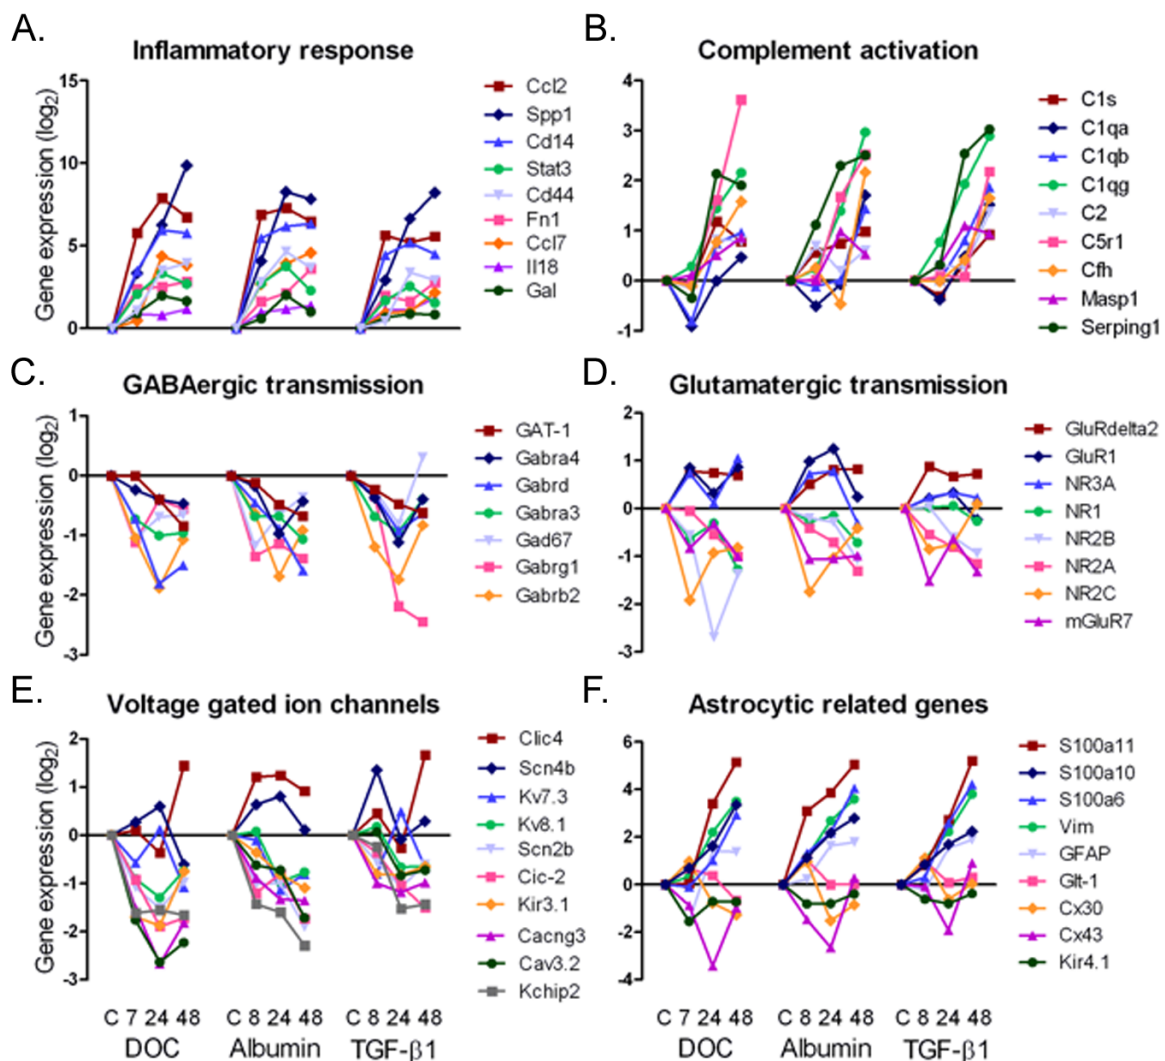 A.
Inflammatory response
Gene expression (log2)
15
10
5
0
Ccl2
Spp1
Cd14
Stat3
Cd44
Fn1
Ccl7
Il18
Gal
B.
Complement activation
4
3
2
1
0
-1
C1s
C1qa
C1qb
C1qg
C2
C5r1
Cfh
Masp1
Serping1
C.
GABAergic transmission
Gene expression (log2)
1
0
-1
-2
-3
GAT-1
Gabra4
Gabrd
Gabra3
Gad67
Gabrg1
Gabrb2
D.
Glutamatergic transmission
2
1
0
-1
-2
-3
GluRdelta2
GluR1
NR3A
NR1
NR2B
NR2A
NR2C
mGluR7
E.
Voltage gated ion channels
Gene expression (log2)
2
1
0
-1
-2
-3
Clic4
Scn4b
Kv7.3
Kv8.1
Scn2b
Clc-2
Kir3.1
Cacng3
Cav3.2
Kchip2
C 7 24 48 C 8 24 48 C 8 24 48
DOC Albumin TGF-β1
F.
Astrocytic related genes
6
4
2
0
-2
-4
S100a11
S100a10
S100a6
Vim
GFAP
Glt-1
Cx30
Cx43
Kir4.1
C 7 24 48 C 8 24 48 C 8 24 48
DOC Albumin TGF-β1